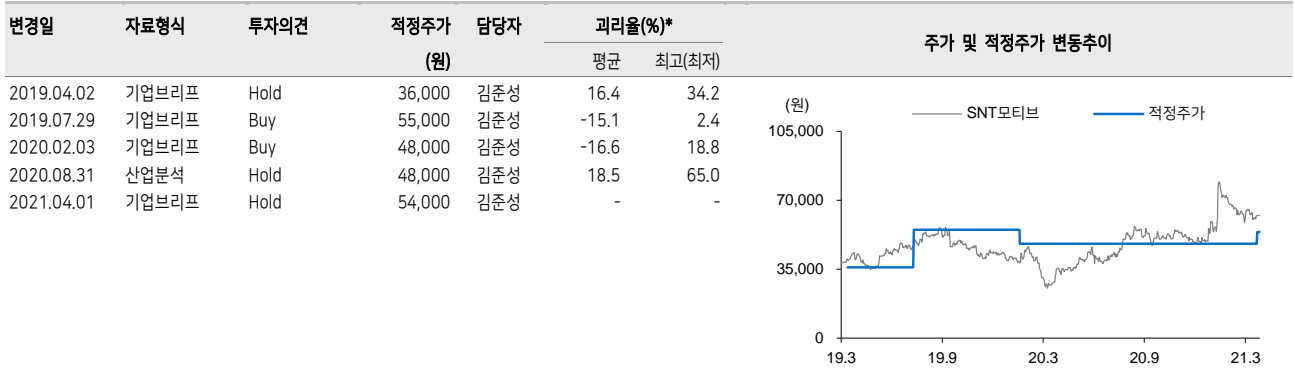 변경일 자료형식 투자의견 적정주가 담당자 괴리율(%)* 주가 및 적정주가 변동추이
(원) 평균 최고(최저)
2019.04.02 기업브리프 Hold 36,000 김준성 16.4 34.2
2019.07.29 기업브리프 Buy 55,000 김준성 -15.1 2.4
2020.02.03 기업브리프 Buy 48,000 김준성 -16.6 18.8
2020.08.31 산업분석 Hold 48,000 김준성 18.5 65.0
2021.04.01 기업브리프 Hold 54,000 김준성 - -
(원) SNT모티브 적정주가
105,000
70,000
35,000
0
19.3 19.9 20.3 20.9 21.3